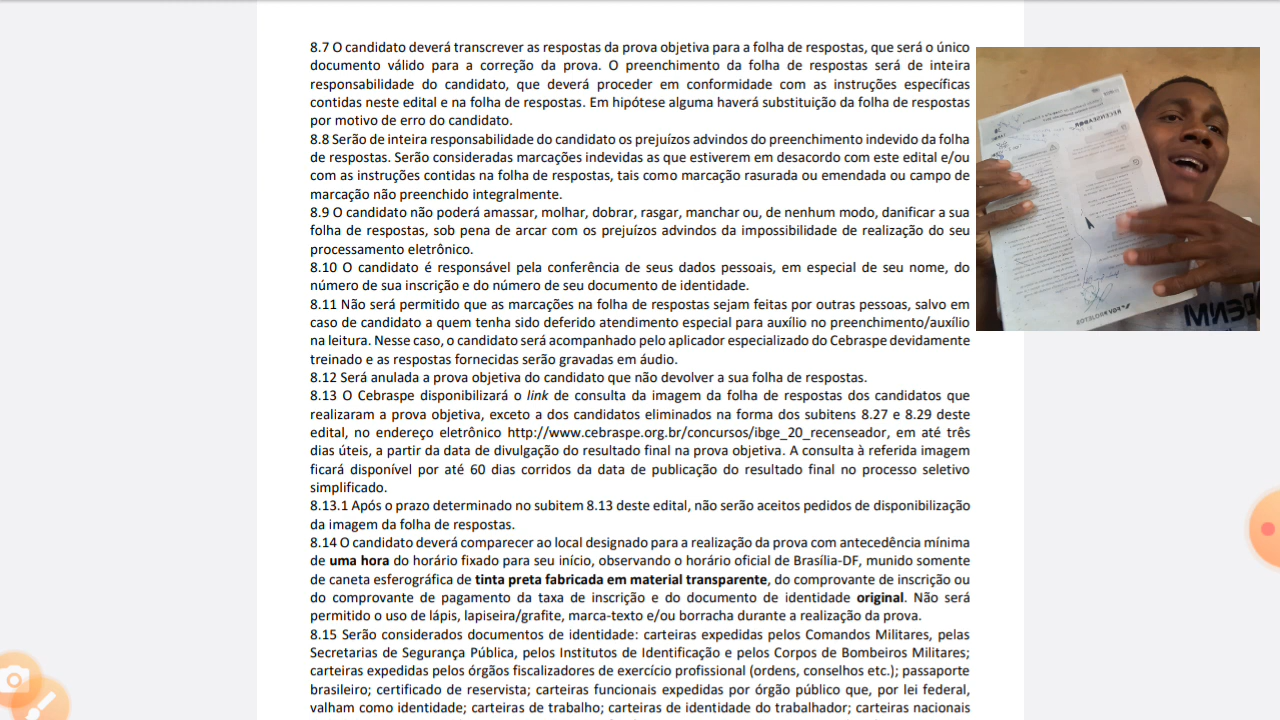 8.7 O candidato deverá transcrever as respostas da prova objetiva para a folha de respostas, que será o único
documento válido para a correção da prova. O preenchimento da folha de respostas será de inteira
responsabilidade do candidato, que deverá proceder em conformidade com as instruções específicas
contidas neste edital e na folha de respostas. Em hipótese alguma haverá substituição da folha de respostas
por motivo de erro do candidato.
8.8 Serão de inteira responsabilidade do candidato os prejuízos advindos do preenchimento indevido da folha
de respostas. Serão consideradas marcações indevidas as que estiverem em desacordo com este edital e/ou
com as instruções contidas na folha de respostas, tais como marcação rasurada ou emendada ou campo de
marcação não preenchido integralmente.
8.9 O candidato não poderá amassar, molhar, dobrar, rasgar, manchar ou, de nenhum modo, danificar a sua
folha de respostas, sob pena de arcar com os prejuízos advindos da impossibilidade de realização do seu
processamento eletrônico.
8.10 O candidato é responsável pela conferência de seus dados pessoais, em especial de seu nome, do
número de sua inscrição e do número de seu documento de identidade.
8.11 Não será permitido que as marcações na folha de respostas sejam feitas por outras pessoas, salvo em
caso de candidato a quem tenha sido deferido atendimento especial para auxílio no preenchimento/auxílio
na leitura. Nesse caso, o candidato será acompanhado pelo aplicador especializado do Cebraspe devidamente
treinado e as respostas fornecidas serão gravadas em áudio.
8.12 Será anulada a prova objetiva do candidato que não devolver a sua folha de respostas.
8.13 O Cebraspe disponibilizará o link de consulta da imagem da folha de respostas dos candidatos que
realizaram a prova objetiva, exceto a dos candidatos eliminados na forma dos subitens 8.27 e 8.29 deste
edital, no endereço eletrônico http://www.cebraspe.org.br/concursos/ibge_20_recenseador, em até três
dias úteis, a partir da data de divulgação do resultado final na prova objetiva. A consulta à referida imagem
ficará disponível por até 60 dias corridos da data de publicação do resultado final no processo seletivo
simplificado.
8.13.1 Após o prazo determinado no subitem 8.13 deste edital, não serão aceitos pedidos de disponibilização
da imagem da folha de respostas.
8.14 O candidato deverá comparecer ao local designado para a realização da prova com antecedência mínima
de uma hora do horário fixado para seu início, observando o horário oficial de Brasília-DF, munido somente
de caneta esferográfica de tinta preta fabricada em material transparente, do comprovante de inscrição ou
do comprovante de pagamento da taxa de inscrição e do documento de identidade original. Não será
permitido o uso de lápis, lapiseira/grafite, marca-texto e/ou borracha durante a realização da prova.
8.15 Serão considerados documentos de identidade: carteiras expedidas pelos Comandos Militares, pelas
Secretarias de Segurança Pública, pelos Institutos de Identificação e pelos Corpos de Bombeiros Militares;
carteiras expedidas pelos órgãos fiscalizadores de exercício profissional (ordens, conselhos etc.); passaporte
brasileiro; certificado de reservista; carteiras funcionais expedidas por órgão público que, por lei federal,
valham como identidade; carteiras de trabalho; carteiras de identidade do trabalhador; carteiras nacionais
RECENSEADOR
FGV PROJETOS